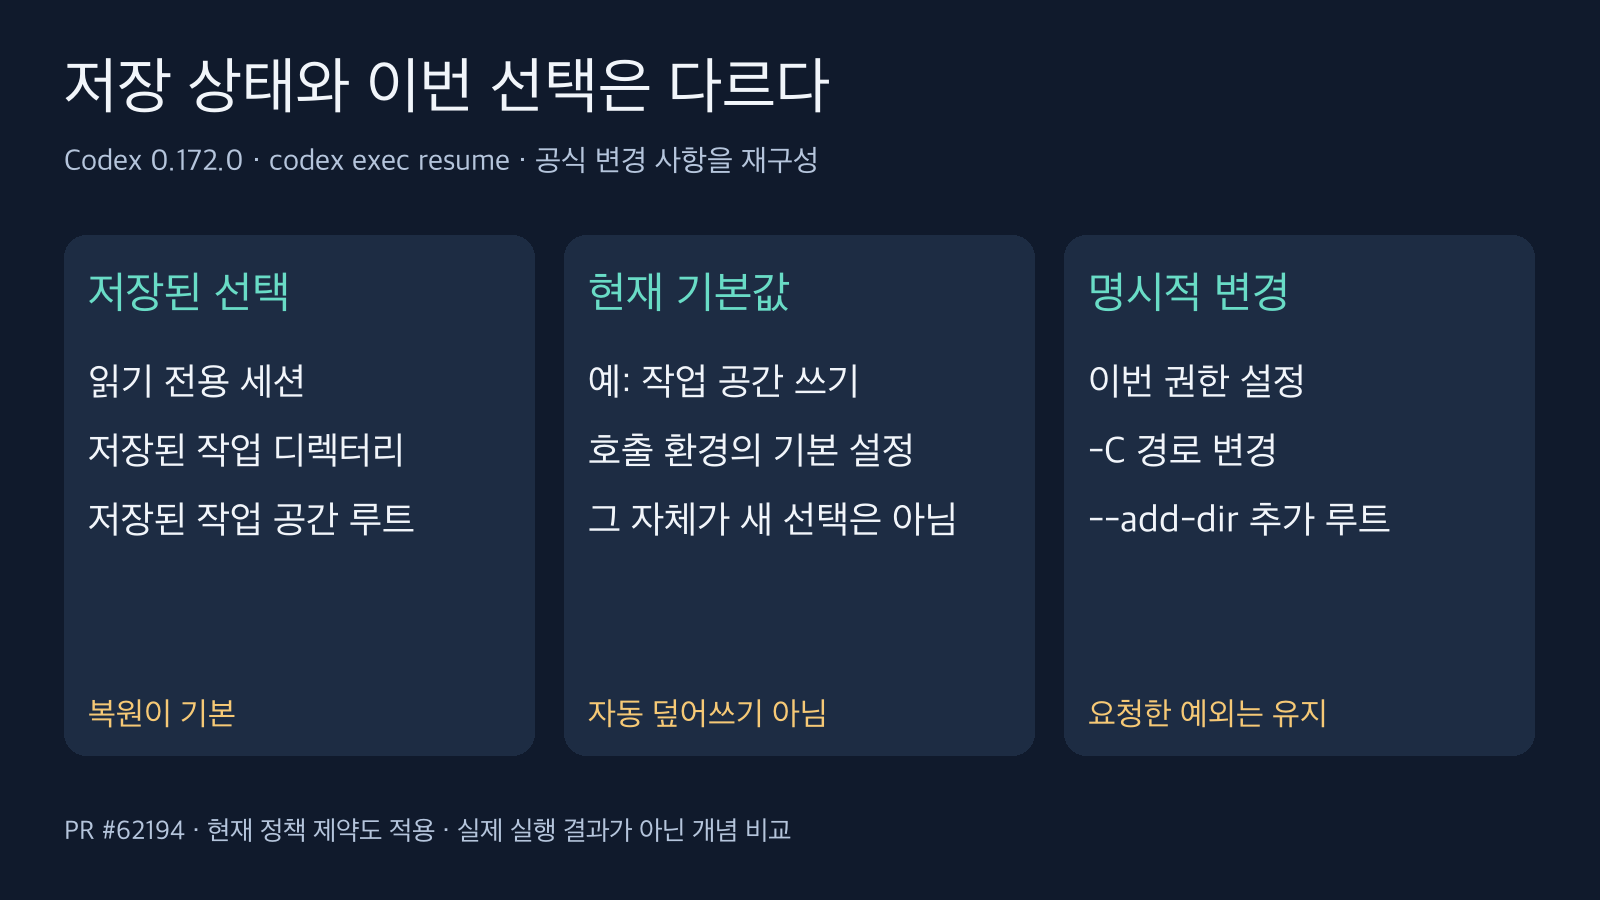 저장 상태와 이번 선택은 다르다
Codex 0.172.0 · codex exec resume · 공식 변경 사항을 재구성
저장된 선택
읽기 전용 세션
저장된 작업 디렉터리
저장된 작업 공간 루트
복원이 기본
현재 기본값
예: 작업 공간 쓰기
호출 환경의 기본 설정
그 자체가 새 선택은 아님
자동 덮어쓰기 아님
명시적 변경
이번 권한 설정
-C 경로 변경
--add-dir 추가 루트
요청한 예외는 유지
PR #62194 · 현재 정책 제약도 적용 · 실제 실행 결과가 아닌 개념 비교